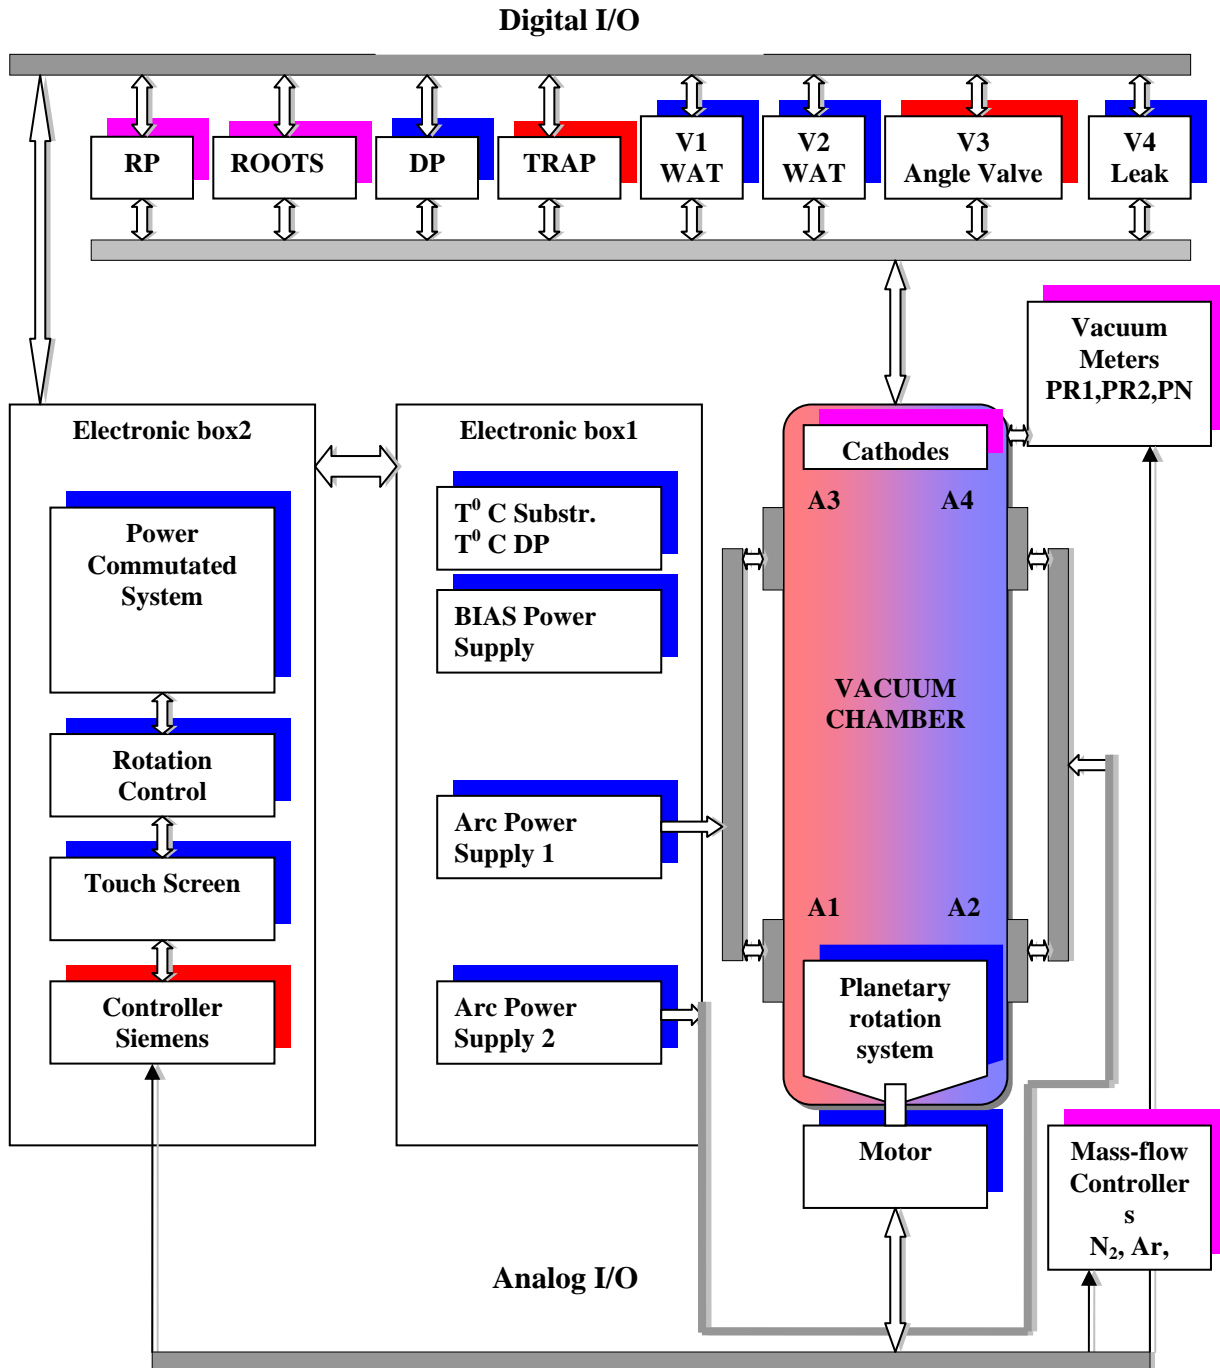 Digital I/O
RP
ROOTS
DP
TRAP
V1
WAT
V2
WAT
V3
Angle Valve
V4
Leak
Vacuum
Meters
PR1,PR2,PN
Electronic box2
Power
Commutated
System
Rotation
Control
Touch Screen
Controller
Siemens
Electronic box1
T⁰ C Substr.
T⁰ C DP
BIAS Power
Supply
Arc Power
Supply 1
Arc Power
Supply 2
Cathodes
A3
A4
VACUUM
CHAMBER
A1
A2
Planetary
rotation
system
Motor
Mass-flow
Controller
s
N₂, Ar,
Analog I/O